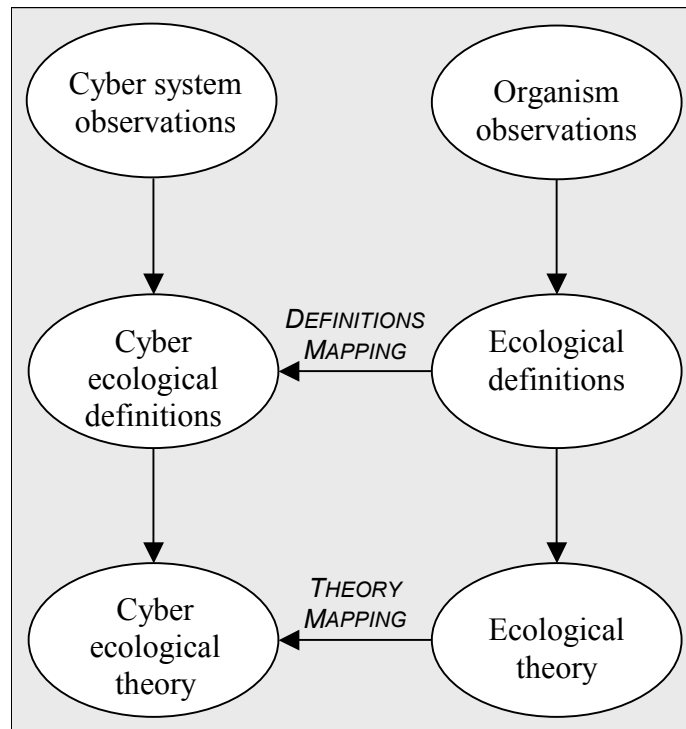 Cyber system
observations
Organism
observations
DEFINITIONS
MAPPING
Cyber
ecological
definitions
Ecological
definitions
THEORY
MAPPING
Cyber
ecological
theory
Ecological
theory